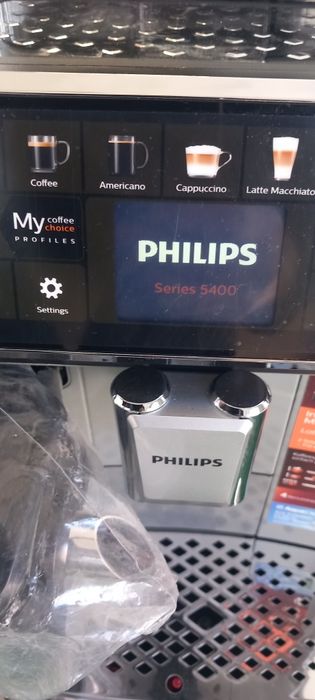 Coffee
Americano
Cappuccino
Latte Macchiato
My coffee
choice
PROFILES
PHILIPS
Series 5400
Settings
PHILIPS